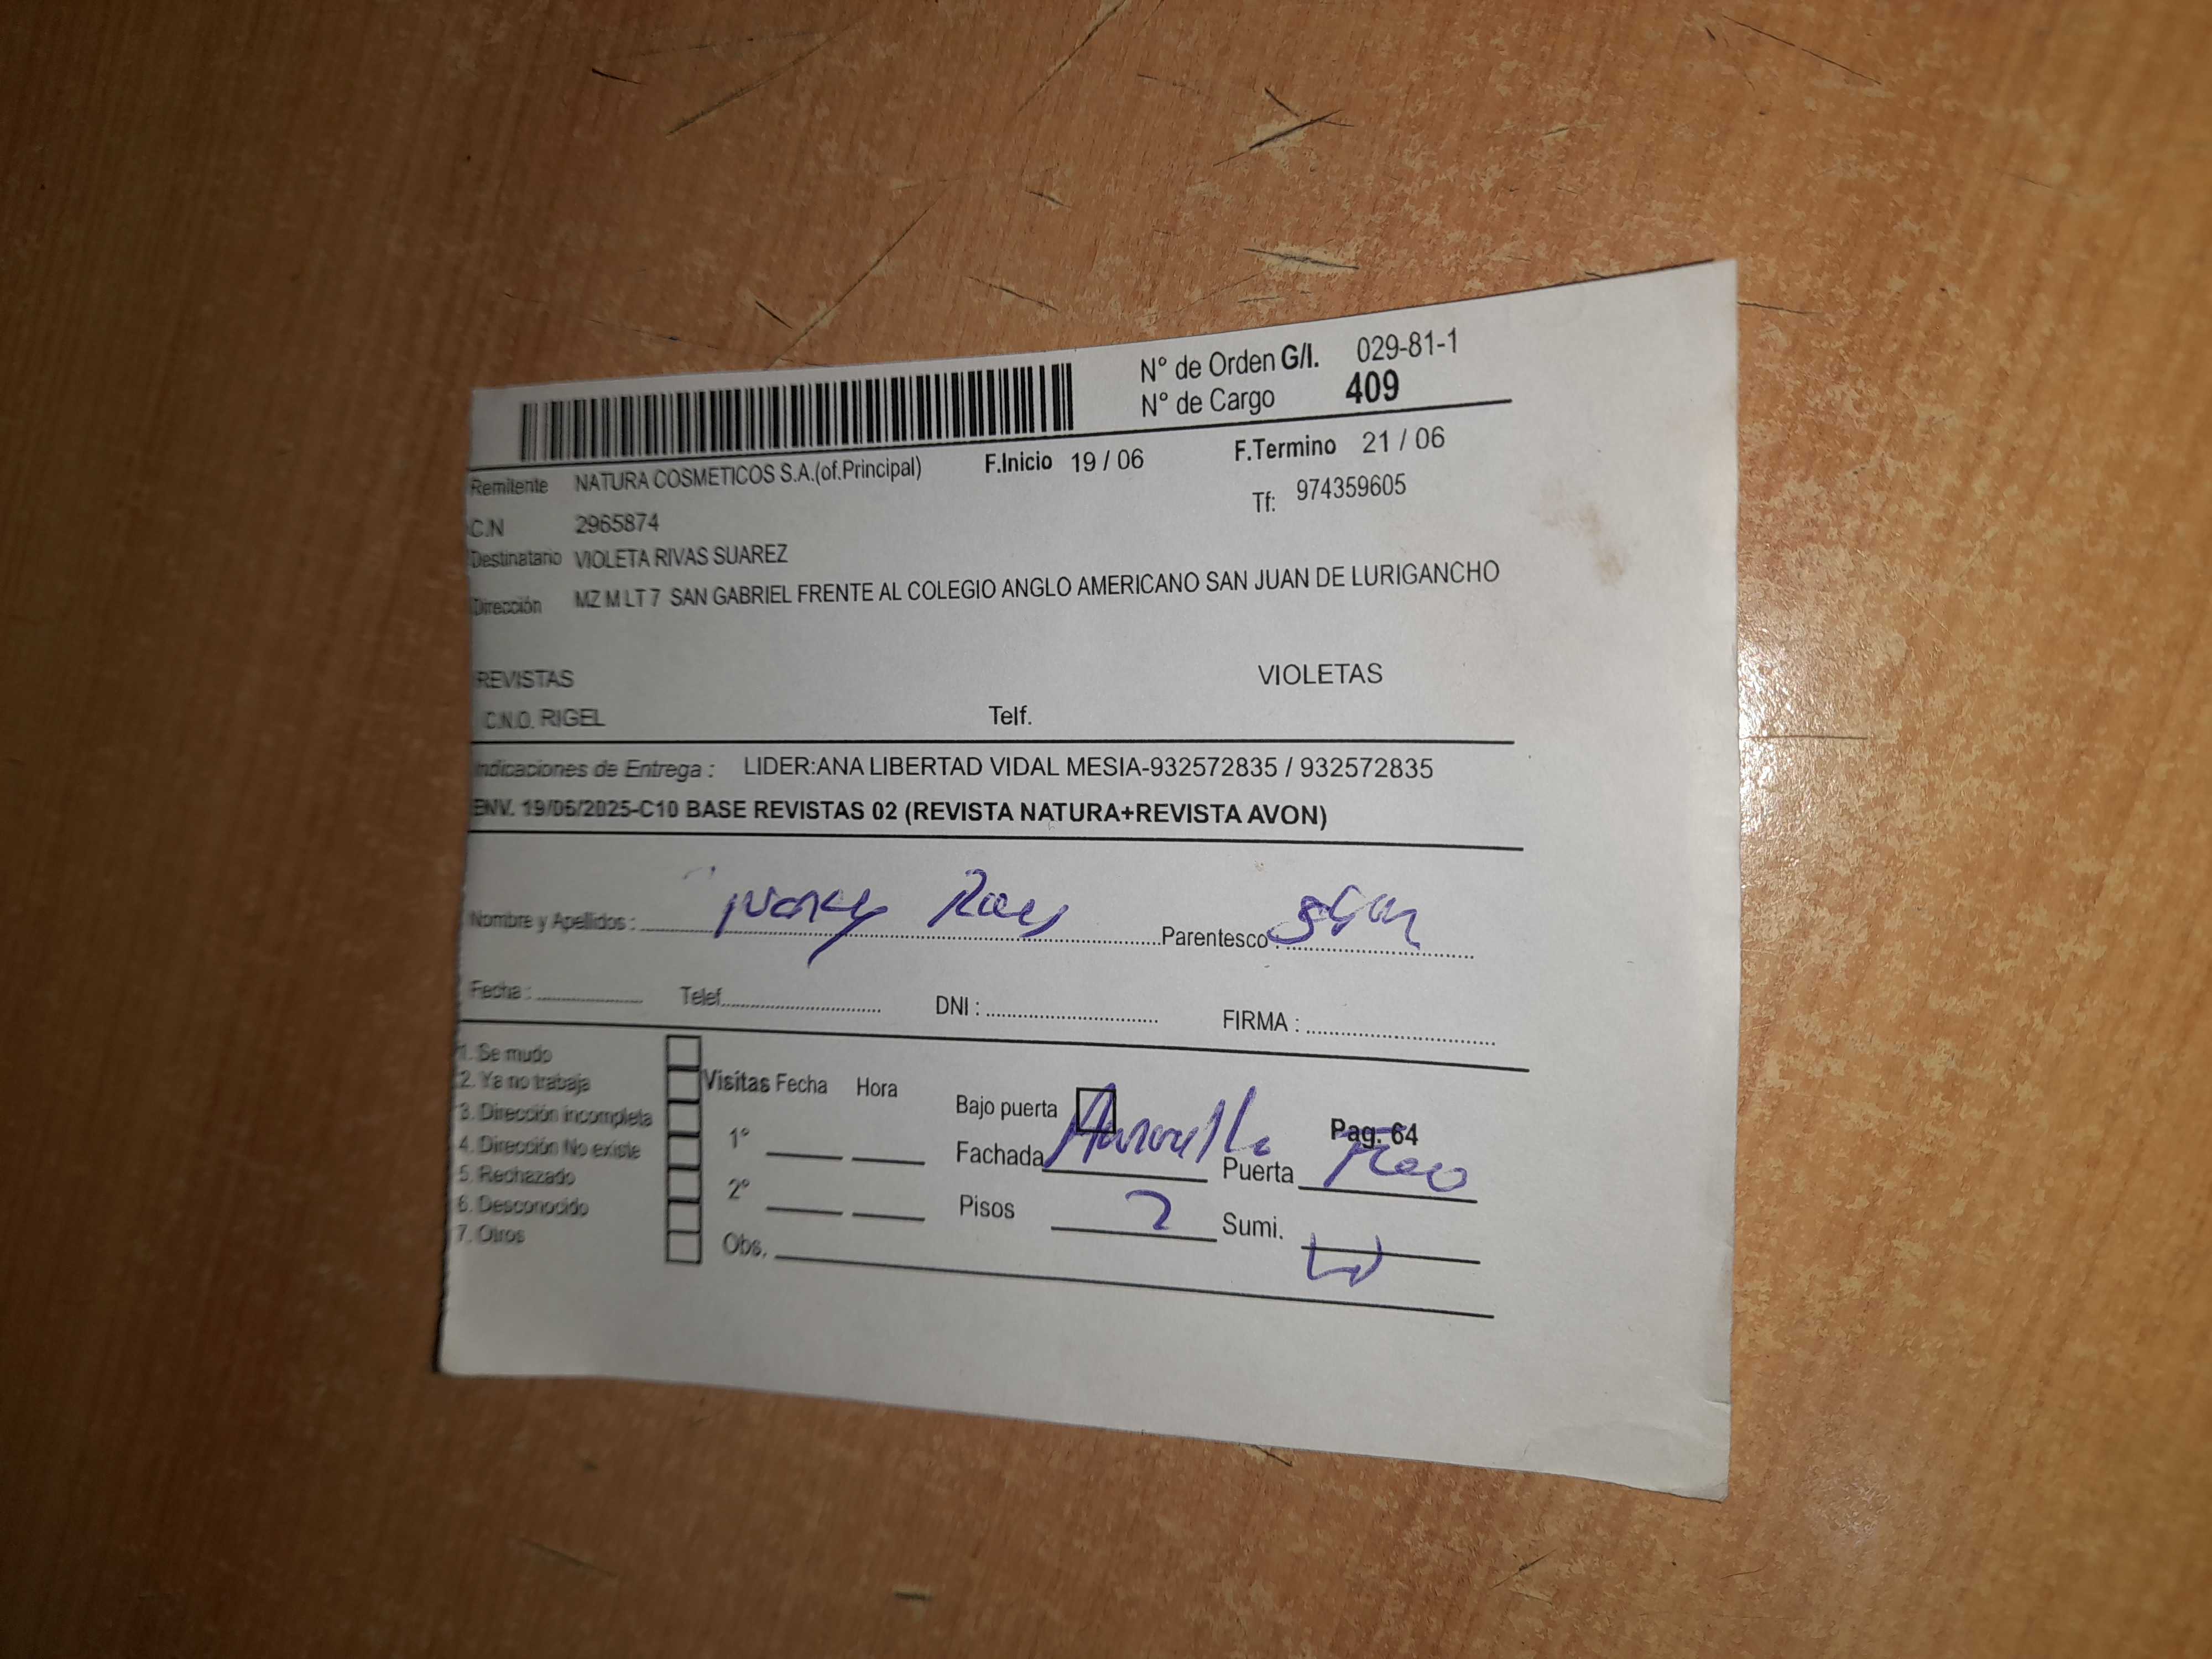 N° de Orden G/I. 029-81-1
N° de Cargo 409
F.Inicio 19 / 06 F.Termino 21 / 06
Remitente NATURA COSMETICOS S.A.(of.Principal)
Tf: 974359605
C.N 2965874
Destinatario VIOLETA RIVAS SUAREZ
Dirección MZ M LT 7 SAN GABRIEL FRENTE AL COLEGIO ANGLO AMERICANO SAN JUAN DE LURIGANCHO
REVISTAS VIOLETAS
C.N.O. RIGEL Telf.
Indicaciones de Entrega : LIDER:ANA LIBERTAD VIDAL MESIA-932572835 / 932572835
ENV. 19/06/2025-C10 BASE REVISTAS 02 (REVISTA NATURA+REVISTA AVON)
Nombre y Apellidos : Parentesco :
Fecha : Telef. DNI : FIRMA :
1. Se mudo
2. Ya no trabaja
3. Dirección incompleta
4. Dirección No existe
5. Rechazado
6. Desconocido
7. Otros
Visitas Fecha Hora
1°
2°
Obs.
Bajo puerta
Pag. 64
Fachada Amarillo Puerta Fierro
Pisos 2 Sumi.